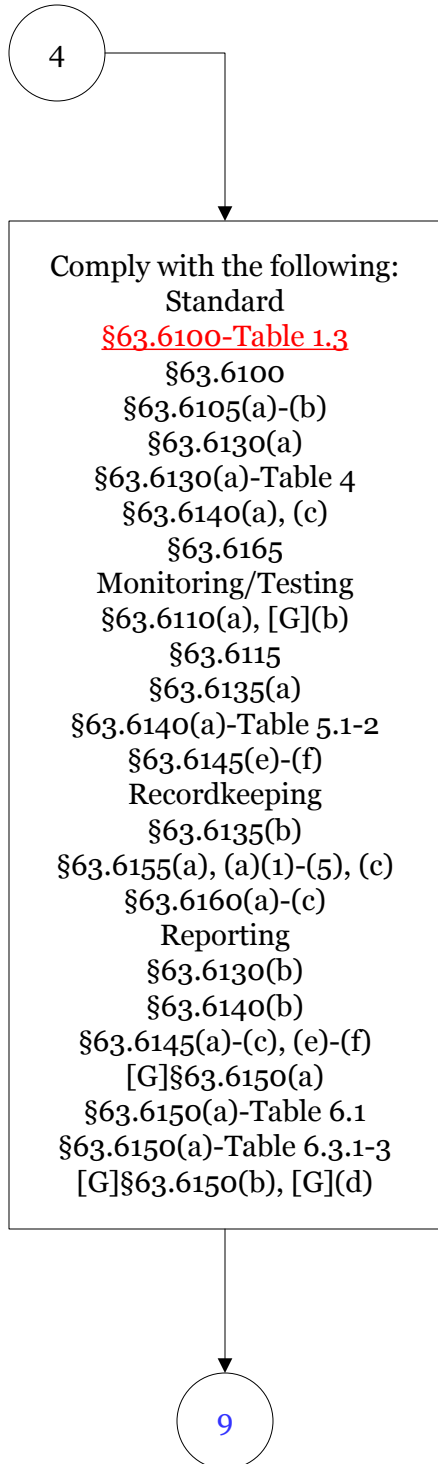 4
Comply with the following:
Standard
§63.6100-Table 1.3
§63.6100
§63.6105(a)-(b)
§63.6130(a)
§63.6130(a)-Table 4
§63.6140(a), (c)
§63.6165
Monitoring/Testing
§63.6110(a), [G](b)
§63.6115
§63.6135(a)
§63.6140(a)-Table 5.1-2
§63.6145(e)-(f)
Recordkeeping
§63.6135(b)
§63.6155(a), (a)(1)-(5), (c)
§63.6160(a)-(c)
Reporting
§63.6130(b)
§63.6140(b)
§63.6145(a)-(c), (e)-(f)
[G]§63.6150(a)
§63.6150(a)-Table 6.1
§63.6150(a)-Table 6.3.1-3
[G]§63.6150(b), [G](d)
9